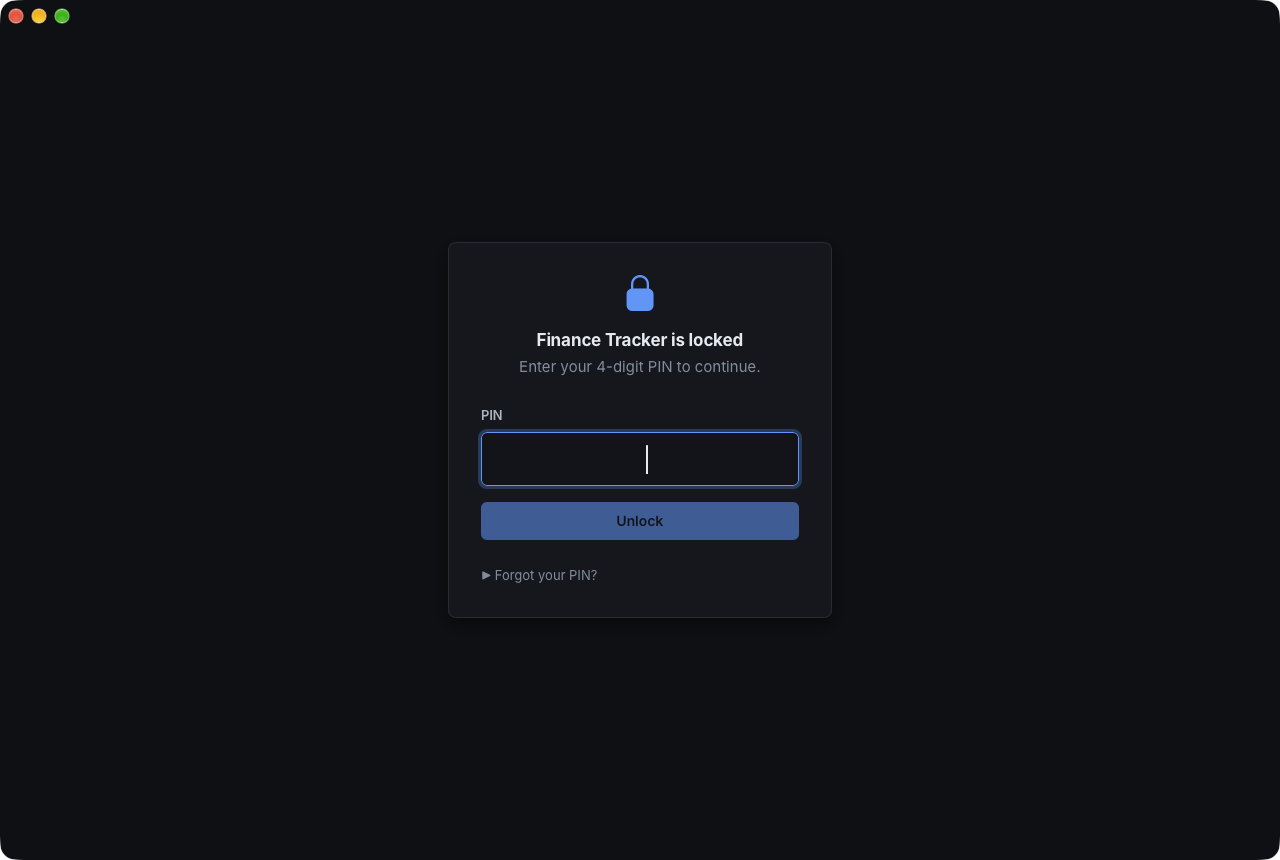 Finance Tracker is locked
Enter your 4-digit PIN to continue.
PIN
Unlock
Forgot your PIN?